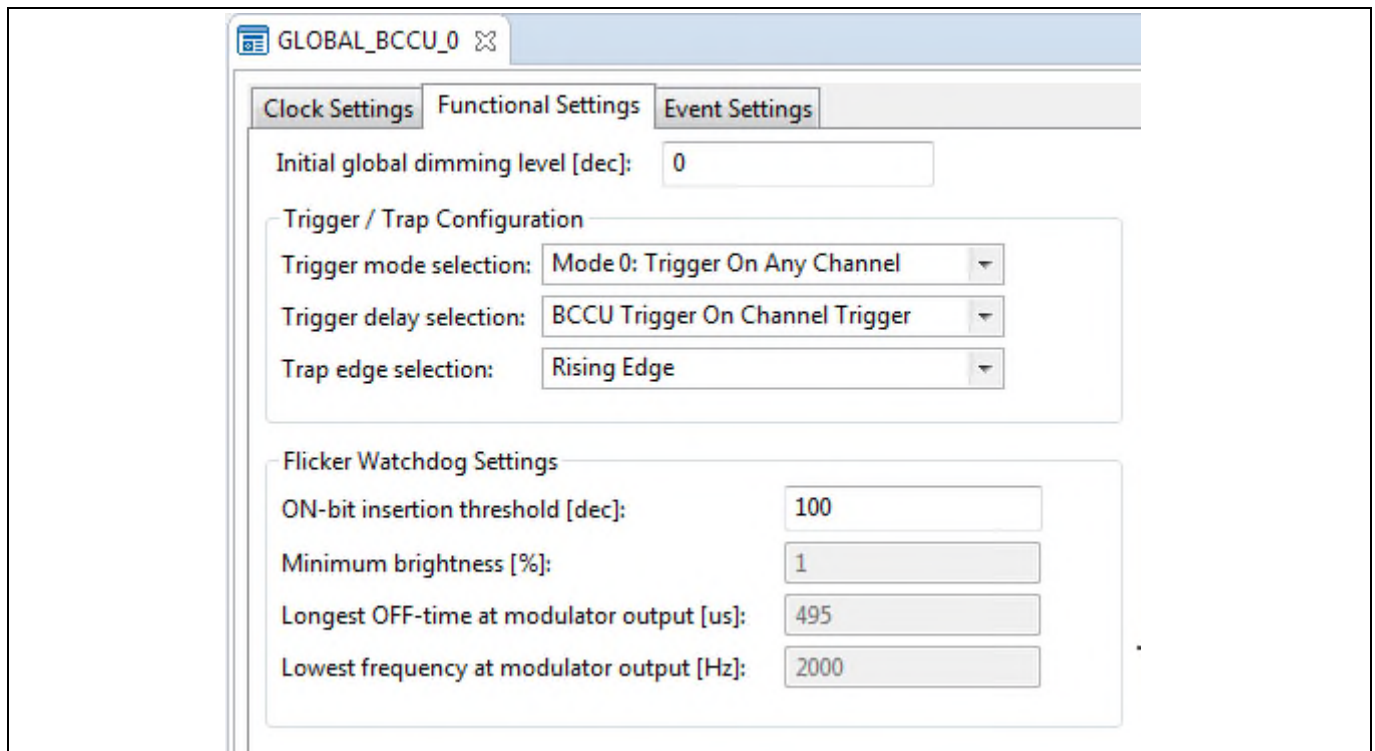 GLOBAL_BCCU_0
Clock Settings Functional Settings Event Settings
Initial global dimming level [dec]: 0
Trigger / Trap Configuration
Trigger mode selection: Mode 0: Trigger On Any Channel
Trigger delay selection: BCCU Trigger On Channel Trigger
Trap edge selection: Rising Edge
Flicker Watchdog Settings
ON-bit insertion threshold [dec]: 100
Minimum brightness [%]: 1
Longest OFF-time at modulator output [us]: 495
Lowest frequency at modulator output [Hz]: 2000